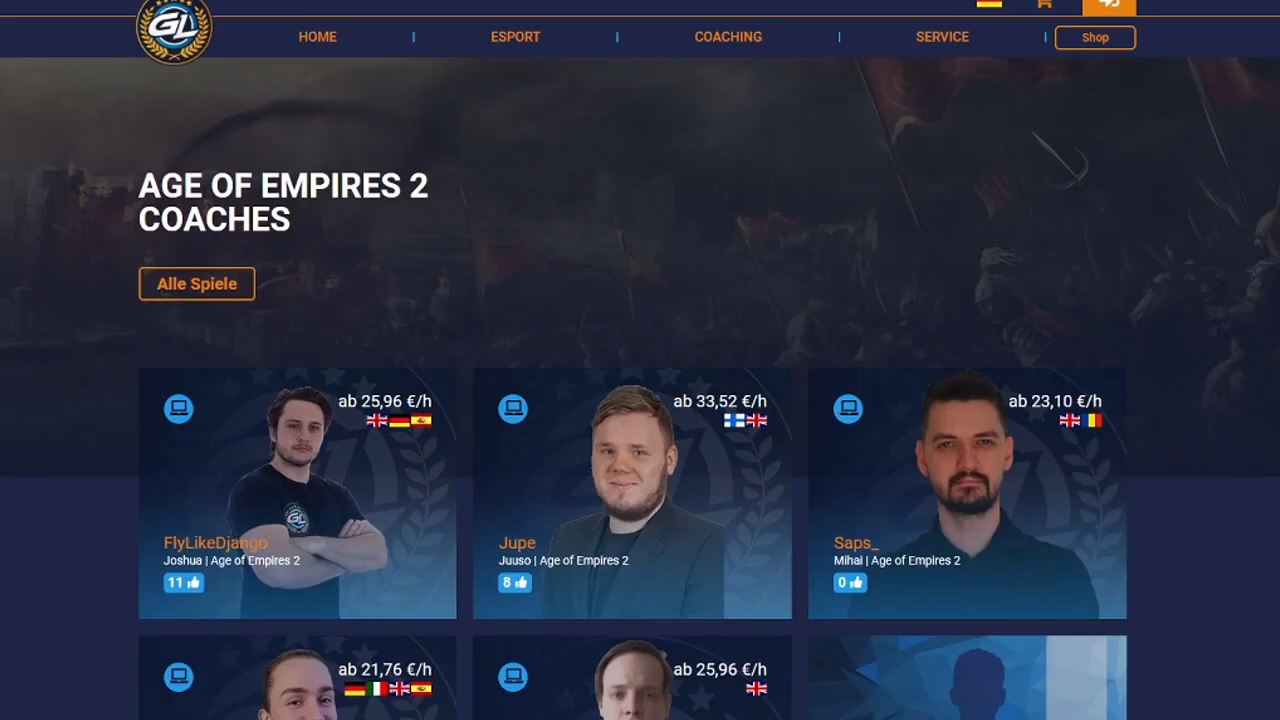 GL
HOME
ESPORT
COACHING
SERVICE
Shop
AGE OF EMPIRES 2
COACHES
Alle Spiele
ab 25,96 €/h
GL
FlyLikeDjango
Joshua | Age of Empires 2
11
ab 33,52 €/h
Jupe
Juuso | Age of Empires 2
8
ab 23,10 €/h
Saps_
Mihai | Age of Empires 2
0
ab 21,76 €/h
ab 25,96 €/h